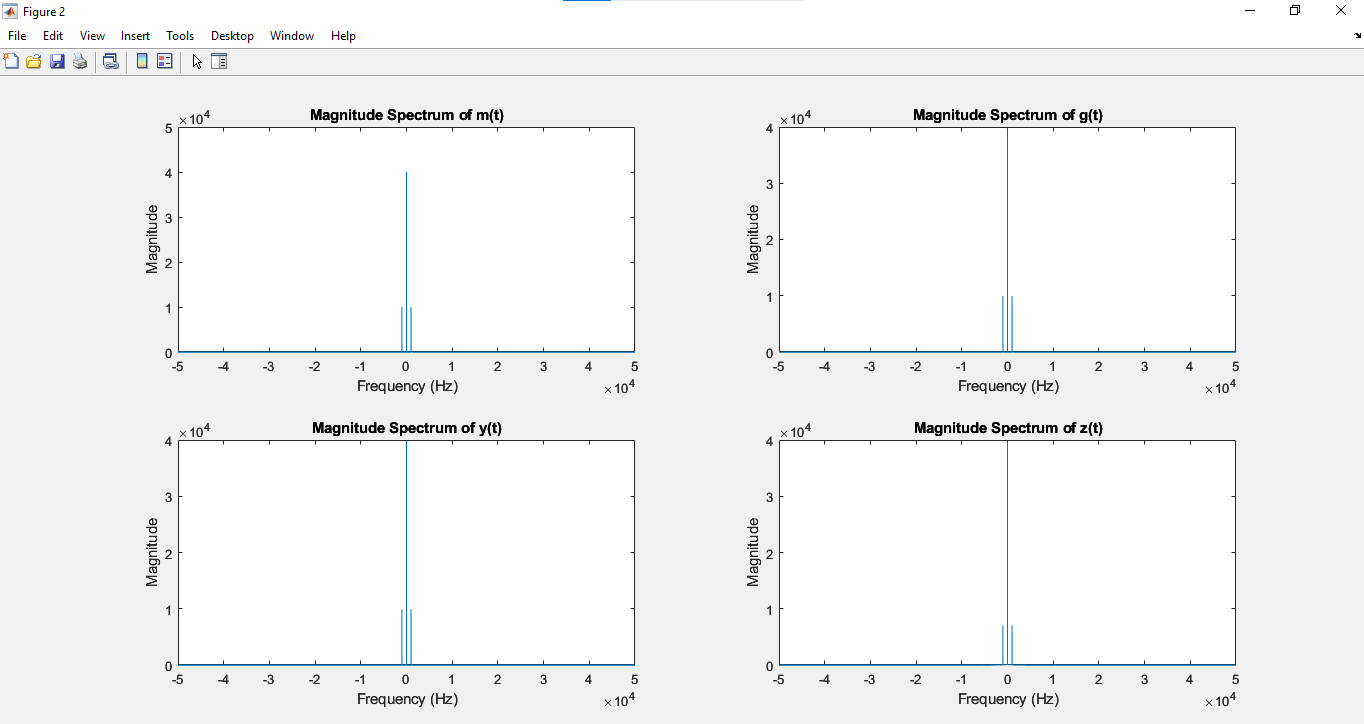 Figure 2
File Edit View Insert Tools Desktop Window Help
Magnitude Spectrum of m(t)
×10^4
5
4
3
2
1
0
Magnitude
-5 -4 -3 -2 -1 0 1 2 3 4 5
Frequency (Hz)
×10^4
Magnitude Spectrum of g(t)
×10^4
4
3
2
1
0
Magnitude
-5 -4 -3 -2 -1 0 1 2 3 4 5
Frequency (Hz)
×10^4
Magnitude Spectrum of y(t)
×10^4
4
3
2
1
0
Magnitude
-5 -4 -3 -2 -1 0 1 2 3 4 5
Frequency (Hz)
×10^4
Magnitude Spectrum of z(t)
×10^4
4
3
2
1
0
Magnitude
-5 -4 -3 -2 -1 0 1 2 3 4 5
Frequency (Hz)
×10^4